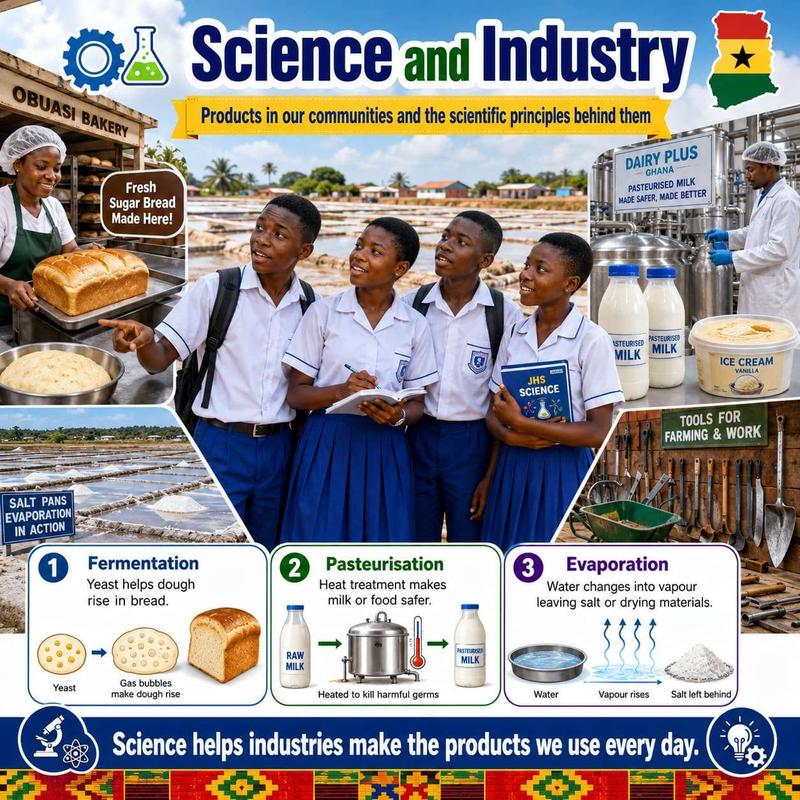 Science and Industry
Products in our communities and the scientific principles behind them
OBUASI BAKERY
Fresh
Sugar Bread
Made Here!
DAIRY PLUS
GHANA
PASTEURISED MILK
MADE SAFER, MADE BETTER
PASTEURISED
MILK
PASTEURISED
MILK
ICE CREAM
VANILLA
JHS
SCIENCE
SALT PANS
EVAPORATION
IN ACTION
TOOLS FOR
FARMING & WORK
1 Fermentation
Yeast helps dough
rise in bread.
Yeast
Gas bubbles
make dough rise
2 Pasteurisation
Heat treatment makes
milk or food safer.
RAW
MILK
PASTEURISED
MILK
Heated to kill harmful germs
3 Evaporation
Water changes into vapour
leaving salt or drying materials.
Water
Vapour rises
Salt left behind
Science helps industries make the products we use every day.